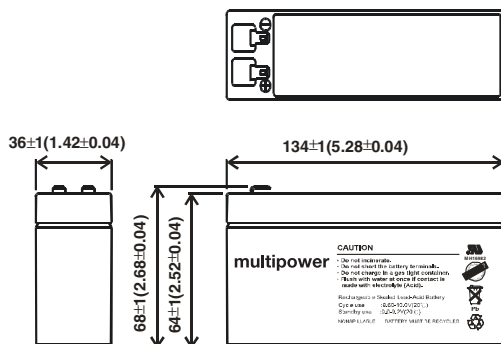 36±1(1.42±0.04)
134±1(5.28±0.04)
68±1(2.68±0.04)
64±1(2.52±0.04)
multipower
CAUTION
- Do not incinerate.
- Do not short the battery terminals.
- Do not charge in a gas tight container.
- Flush with water at once if contact is
made with electrolyte (Acid).
Rechargeable Sealed Lead-Acid Battery
Cycle use
Standby use
NONSPILLABLE BATTERY MUST BE RECYCLED
Pb